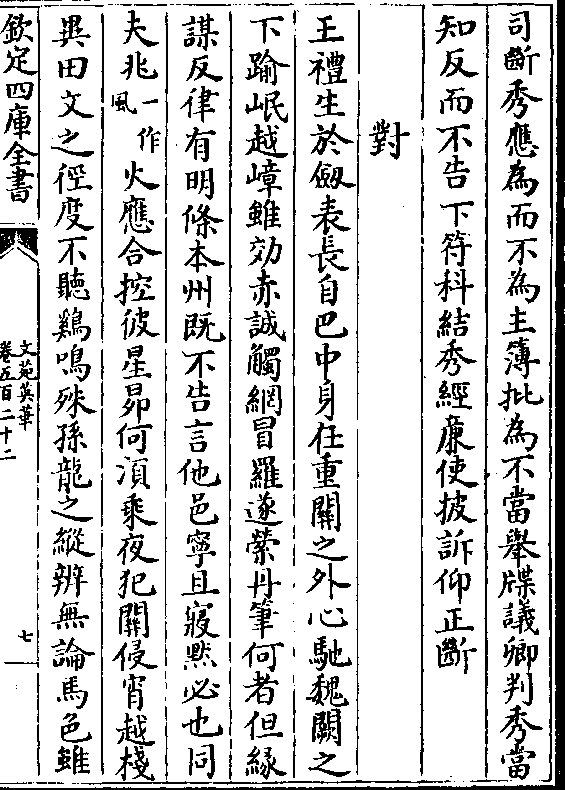 司斷秀應為而不為主簿批為不當舉牒議卿判秀當
知反而不告下符科結秀經廉使披訴仰正斷
對
王禮生於劔表長自巴中身在重關之外心馳魏闕之
下踰岷越嶂雖効赤誠觸網冒羅遂縈丹筆何者但緣
謀反律有明條本州既不告言他邑寧且寢黙必也同
夫兆一作風火應合控彼星昴何湏乗夜犯關侵宵越棧
異田文之徑度不聽鷄鳴殊孫龍之縱辨無論馬色雖
欽定四庫全書
文苑英華
卷五百二十二
七